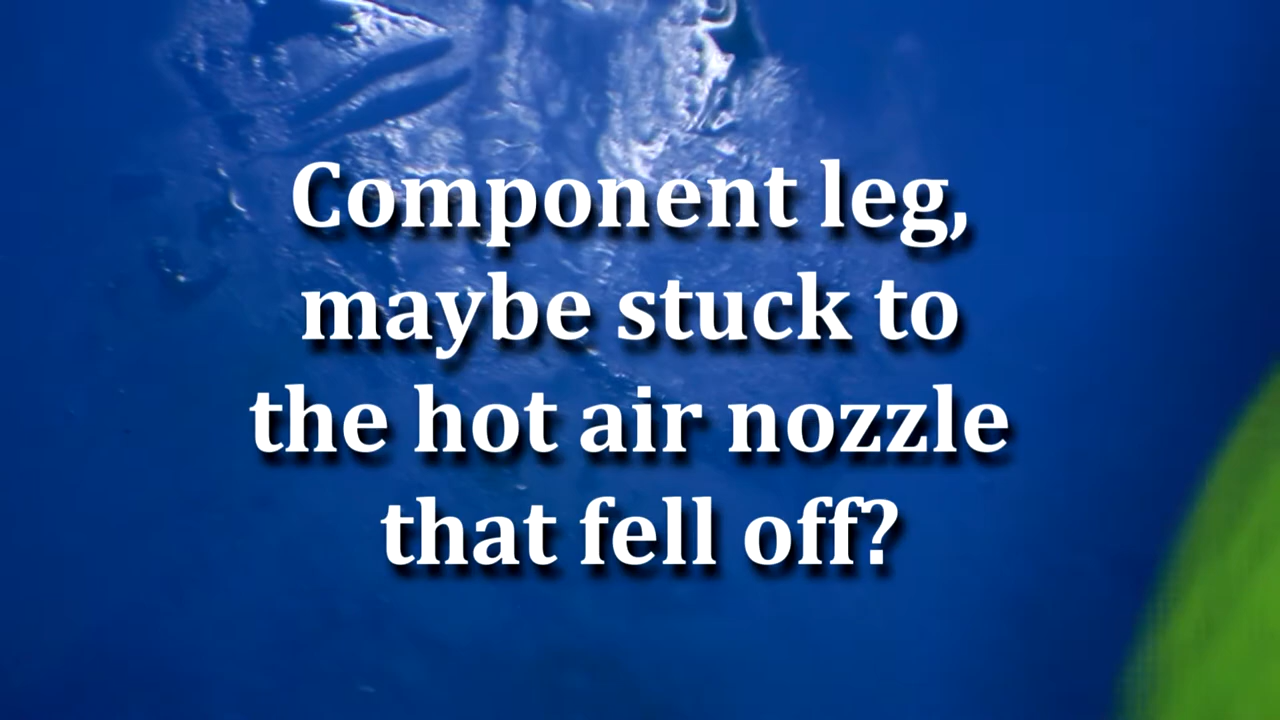 Component leg,
maybe stuck to
the hot air nozzle
that fell off?